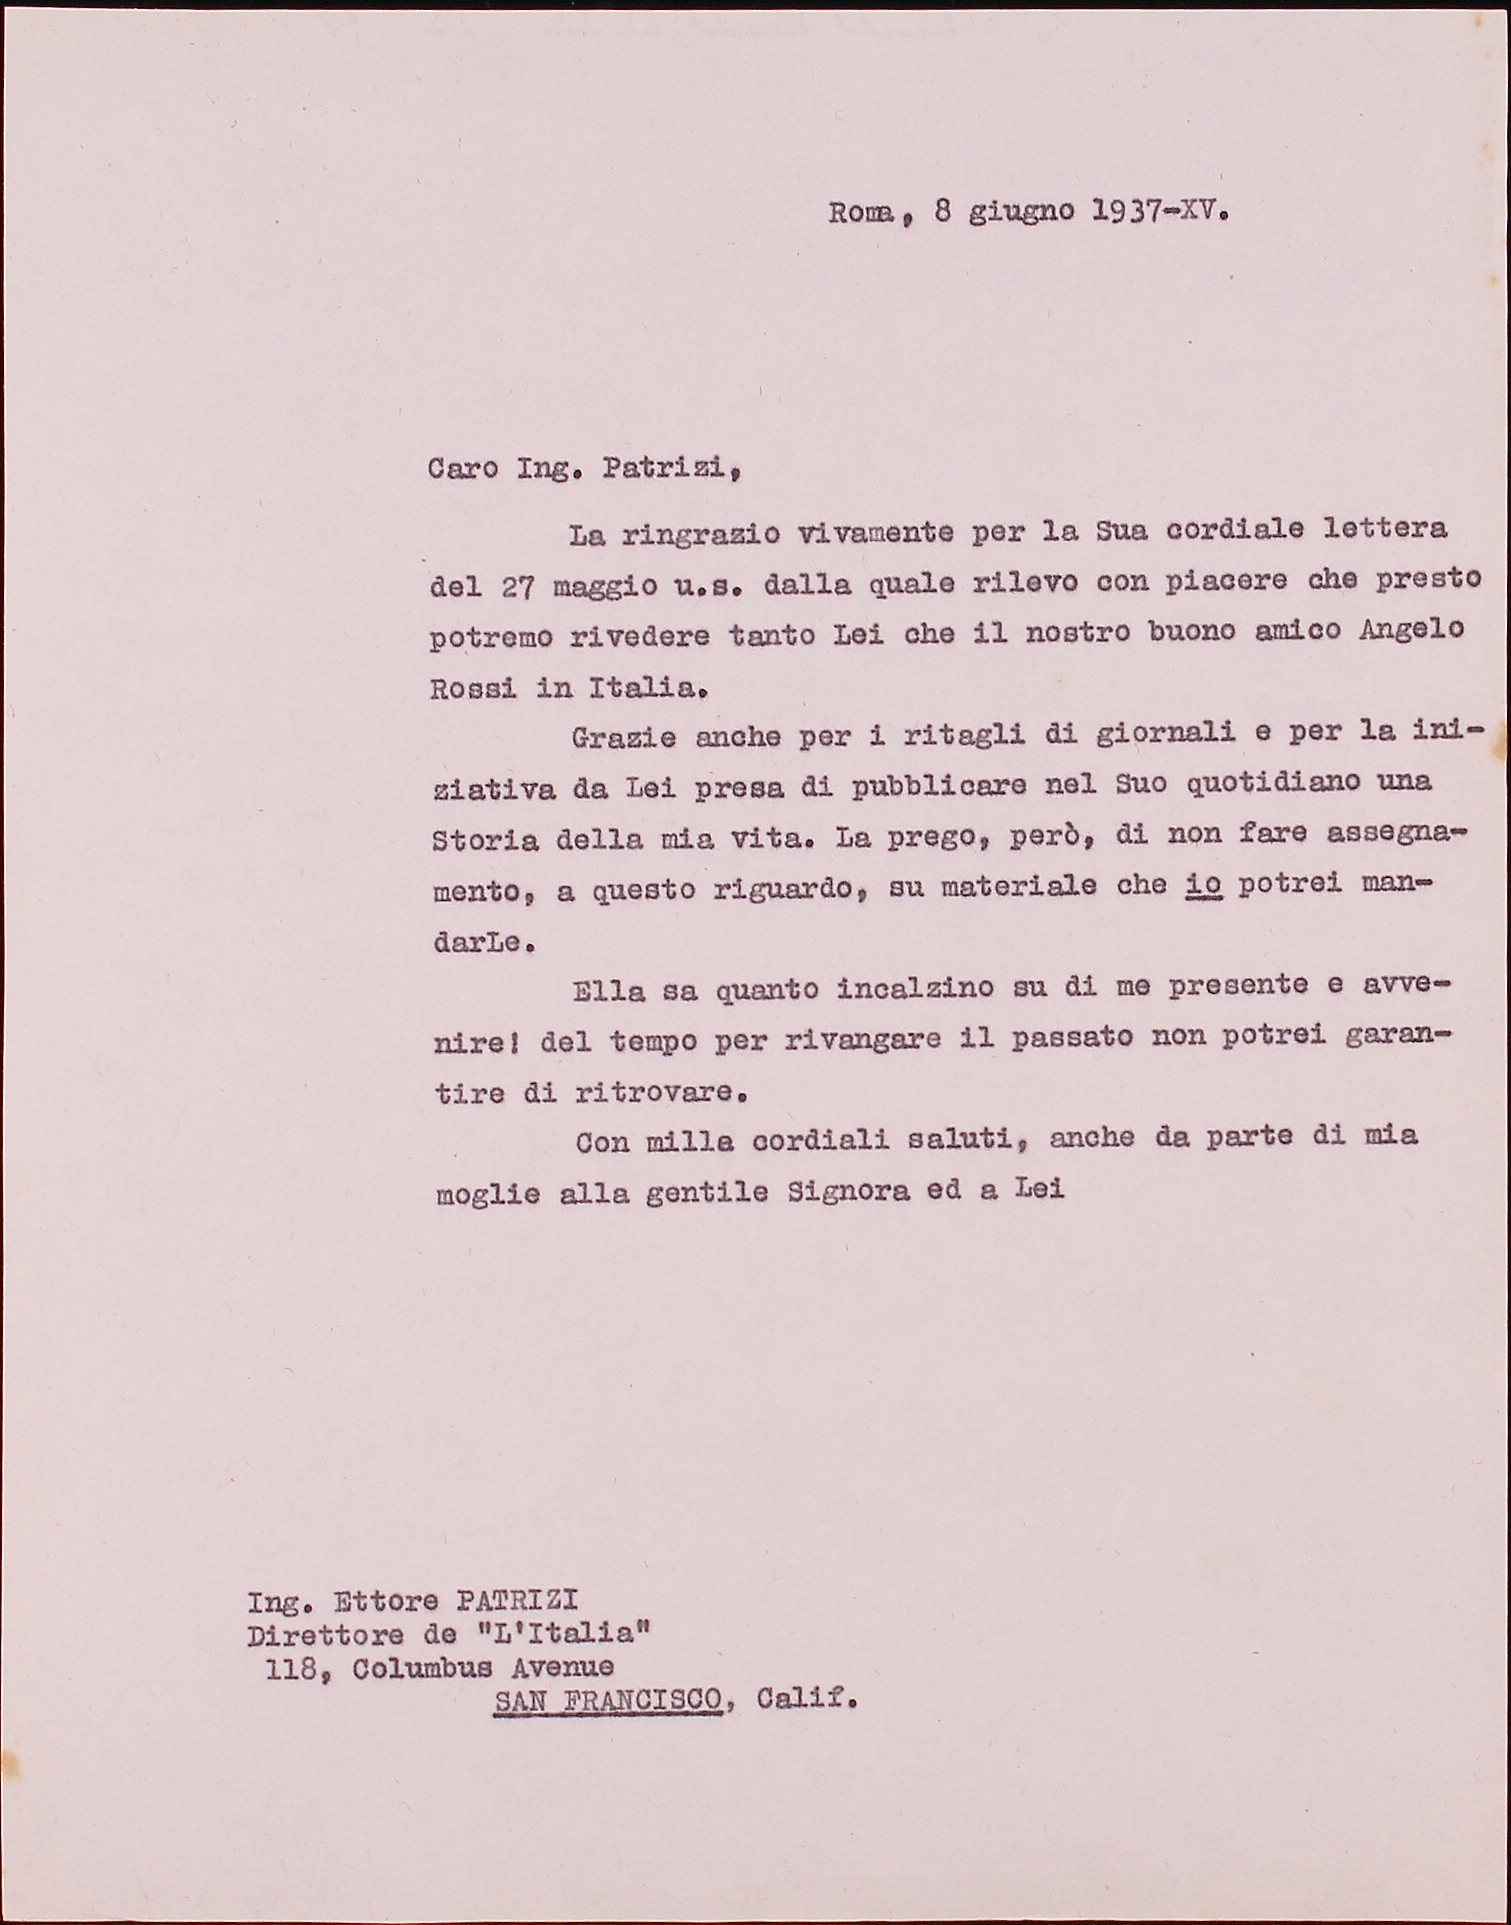 Roma, 8 giugno 1937-XV.
Caro Ing. Patrizi,
La ringrazio vivamente per la Sua cordiale lettera
del 27 maggio u.s. dalla quale rilevo con piacere che presto
potremo rivedere tanto Lei che il nostro buono amico Angelo
Rossi in Italia.
Grazie anche per i ritagli di giornali e per la ini-
ziativa da Lei presa di pubblicare nel Suo quotidiano una
Storia della mia vita. La prego, però, di non fare assegna-
mento, a questo riguardo, su materiale che io potrei man-
darLe.
Ella sa quanto incalzino su di me presente e avve-
nire! del tempo per rivangare il passato non potrei garan-
tire di ritrovare.
Con mille cordiali saluti, anche da parte di mia
moglie alla gentile Signora ed a Lei
Ing. Ettore PATRIZI
Direttore de "L'Italia"
118, Columbus Avenue
SAN FRANCISCO, Calif.